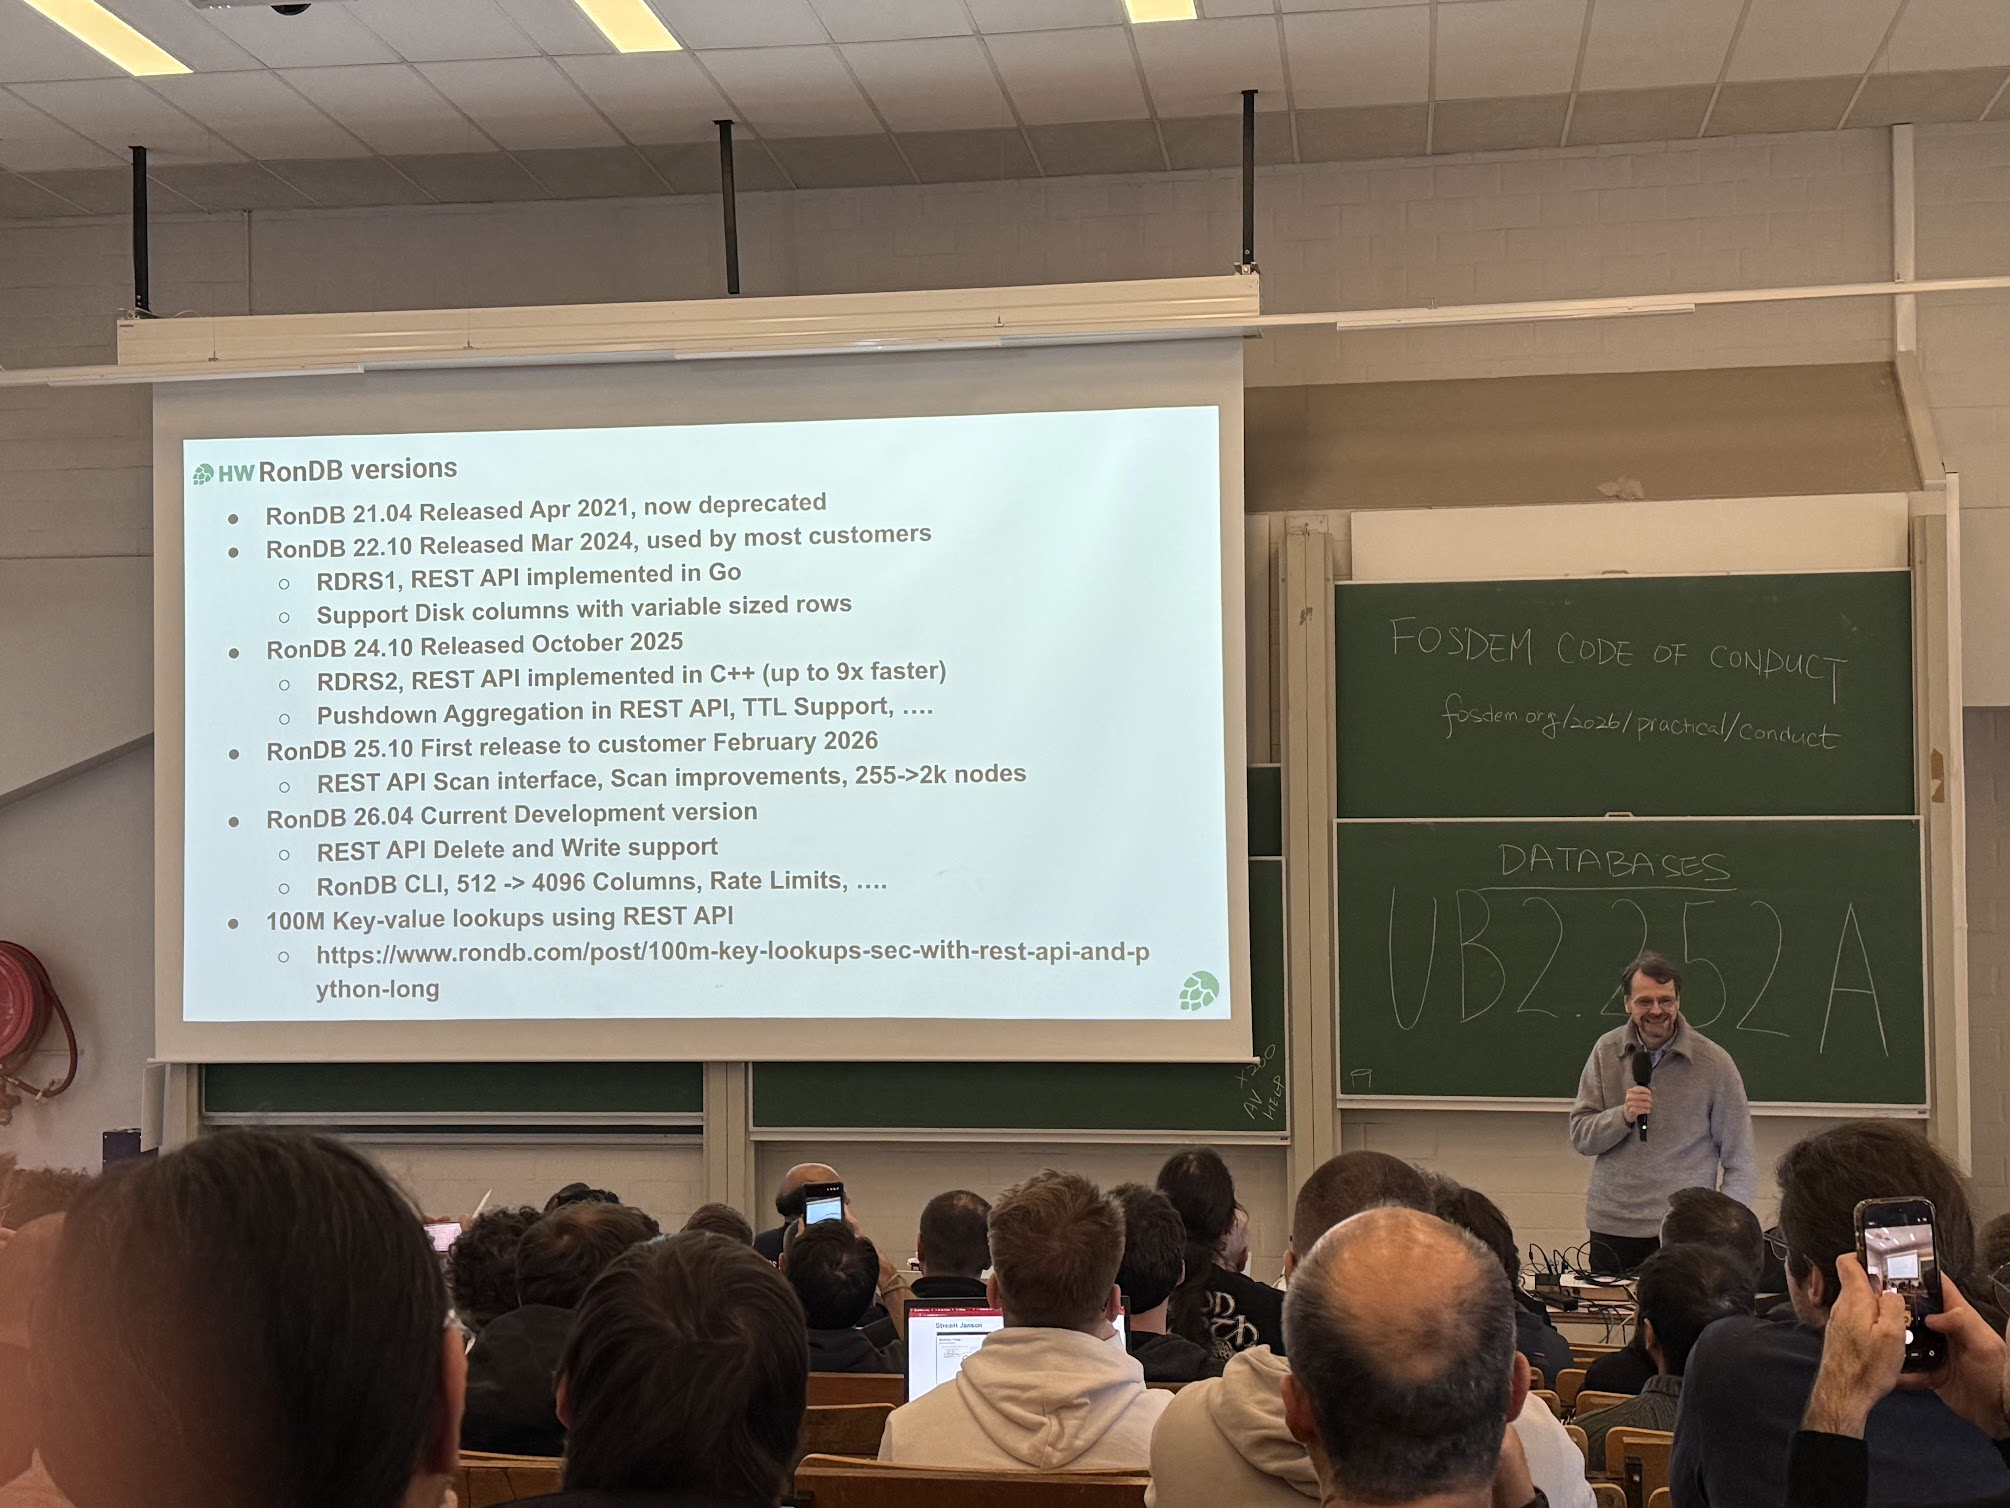 HW RonDB versions
● RonDB 21.04 Released Apr 2021, now deprecated
● RonDB 22.10 Released Mar 2024, used by most customers
○ RDRS1, REST API implemented in Go
○ Support Disk columns with variable sized rows
● RonDB 24.10 Released October 2025
○ RDRS2, REST API implemented in C++ (up to 9x faster)
○ Pushdown Aggregation in REST API, TTL Support, ....
● RonDB 25.10 First release to customer February 2026
○ REST API Scan interface, Scan improvements, 255->2k nodes
● RonDB 26.04 Current Development version
○ REST API Delete and Write support
○ RonDB CLI, 512 -> 4096 Columns, Rate Limits, ....
● 100M Key-value lookups using REST API
○ https://www.rondb.com/post/100m-key-lookups-sec-with-rest-api-and-p
ython-long
FOSDEM CODE OF CONDUCT
fosdem.org/2026/practical/conduct
DATABASES
UB2.252A
AV
HELP
Stream Janson